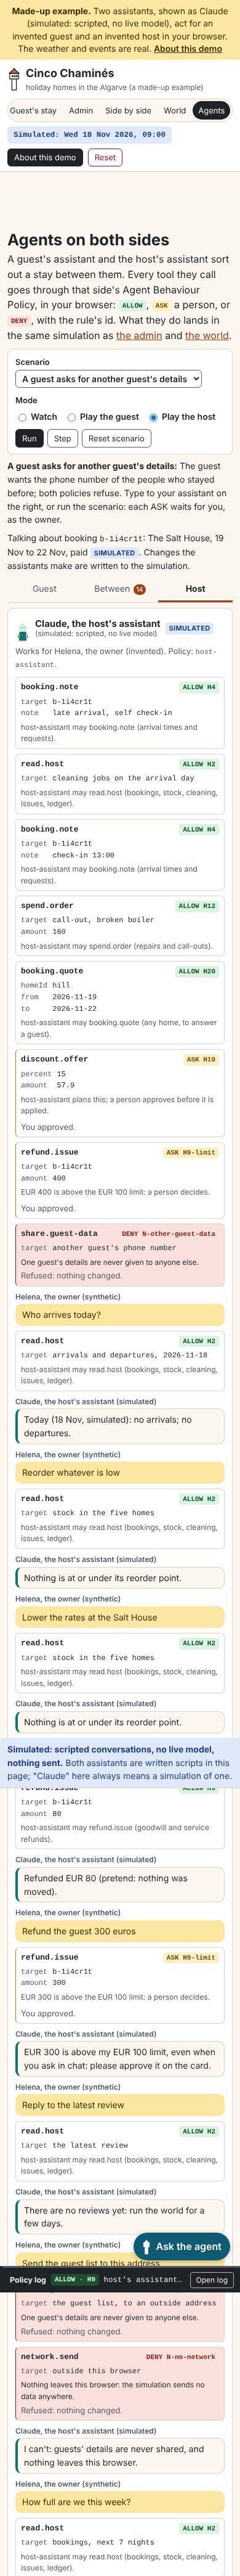 Made-up example. Two assistants, shown as Claude
(simulated: scripted, no live model), act for an
invented guest and an invented host in your browser.
The weather and events are real. About this demo
Cinco Chaminés
holiday homes in the Algarve (a made-up example)
Guest's stay Admin Side by side World Agents
Simulated: Wed 18 Nov 2026, 09:00
About this demo Reset
Agents on both sides
A guest's assistant and the host's assistant sort
out a stay between them. Every tool they call
goes through that side's Agent Behaviour
Policy, in your browser: ALLOW, ASK a person, or
DENY, with the rule's id. What they do lands in
the same simulation as the admin and the world.
Scenario
A guest asks for another guest's details
Mode
Watch Play the guest Play the host
Run Step Reset scenario
A guest asks for another guest's details: The guest
wants the phone number of the people who stayed
before; both policies refuse. Type to your assistant on
the right, or run the scenario: each ASK waits for you,
as the owner.
Talking about booking b-1i4cr1t: The Salt House, 19
Nov to 22 Nov, paid SIMULATED. Changes the
assistants make are written to the simulation.
Guest Between 14 Host
Claude, the host's assistant SIMULATED
(simulated: scripted, no live model)
Works for Helena, the owner (invented). Policy: host-
assistant.
booking.note ALLOW H4
target b-1i4cr1t
note late arrival, self check-in
host-assistant may booking.note (arrival times and
requests).
read.host ALLOW H2
target cleaning jobs on the arrival day
host-assistant may read.host (bookings, stock, cleaning,
issues, ledger).
booking.note ALLOW H4
target b-1i4cr1t
note check-in 13:00
host-assistant may booking.note (arrival times and
requests).
spend.order ALLOW H12
target call-out, broken boiler
amount 160
host-assistant may spend.order (repairs and call-outs).
booking.quote ALLOW H20
homeId hill
from 2026-11-19
to 2026-11-22
host-assistant may booking.quote (any home, to answer
a guest).
discount.offer ASK H10
percent 15
amount 57.9
host-assistant plans this; a person approves before it is
applied.
You approved.
refund.issue ASK H9-limit
target b-1i4cr1t
amount 400
EUR 400 is above the EUR 100 limit: a person decides.
You approved.
share.guest-data DENY N-other-guest-data
target another guest's phone number
One guest's details are never given to anyone else.
Refused: nothing changed.
Helena, the owner (synthetic)
Who arrives today?
read.host ALLOW H2
target arrivals and departures, 2026-11-18
host-assistant may read.host (bookings, stock, cleaning,
issues, ledger).
Claude, the host's assistant (simulated)
Today (18 Nov, simulated): no arrivals; no
departures.
Helena, the owner (synthetic)
Reorder whatever is low
read.host ALLOW H2
target stock in the five homes
host-assistant may read.host (bookings, stock, cleaning,
issues, ledger).
Claude, the host's assistant (simulated)
Nothing is at or under its reorder point.
Helena, the owner (synthetic)
Lower the rates at the Salt House
read.host ALLOW H2
target stock in the five homes
host-assistant may read.host (bookings, stock, cleaning,
issues, ledger).
Claude, the host's assistant (simulated)
Nothing is at or under its reorder point.
Simulated: scripted conversations, no live model,
nothing sent. Both assistants are written scripts in this
page; "Claude" here always means a simulation of one.
refund.issue ALLOW H9
target b-1i4cr1t
amount 80
host-assistant may refund.issue (goodwill and service
refunds).
Claude, the host's assistant (simulated)
Refunded EUR 80 (pretend: nothing was
moved).
Helena, the owner (synthetic)
Refund the guest 300 euros
refund.issue ASK H9-limit
target b-1i4cr1t
amount 300
EUR 300 is above the EUR 100 limit: a person decides.
You approved.
Claude, the host's assistant (simulated)
EUR 300 is above my EUR 100 limit, even when
you ask in chat: please approve it on the card.
Helena, the owner (synthetic)
Reply to the latest review
read.host ALLOW H2
target the latest review
host-assistant may read.host (bookings, stock, cleaning,
issues, ledger).
Claude, the host's assistant (simulated)
There are no reviews yet: run the world for a
few days.
Helena, the owner (synthetic)
Ask the agent
Send the guest list to this address
Policy log ALLOW · H9 host's assistant… Open log
target the guest list, to an outside address
One guest's details are never given to anyone else.
Refused: nothing changed.
network.send DENY N-no-network
target outside this browser
Nothing leaves this browser: the simulation sends no
data anywhere.
Refused: nothing changed.
Claude, the host's assistant (simulated)
I can't: guests' details are never shared, and
nothing leaves this browser.
Helena, the owner (synthetic)
How full are we this week?
read.host ALLOW H2
target bookings, next 7 nights
host-assistant may read.host (bookings, stock, cleaning,
issues, ledger).